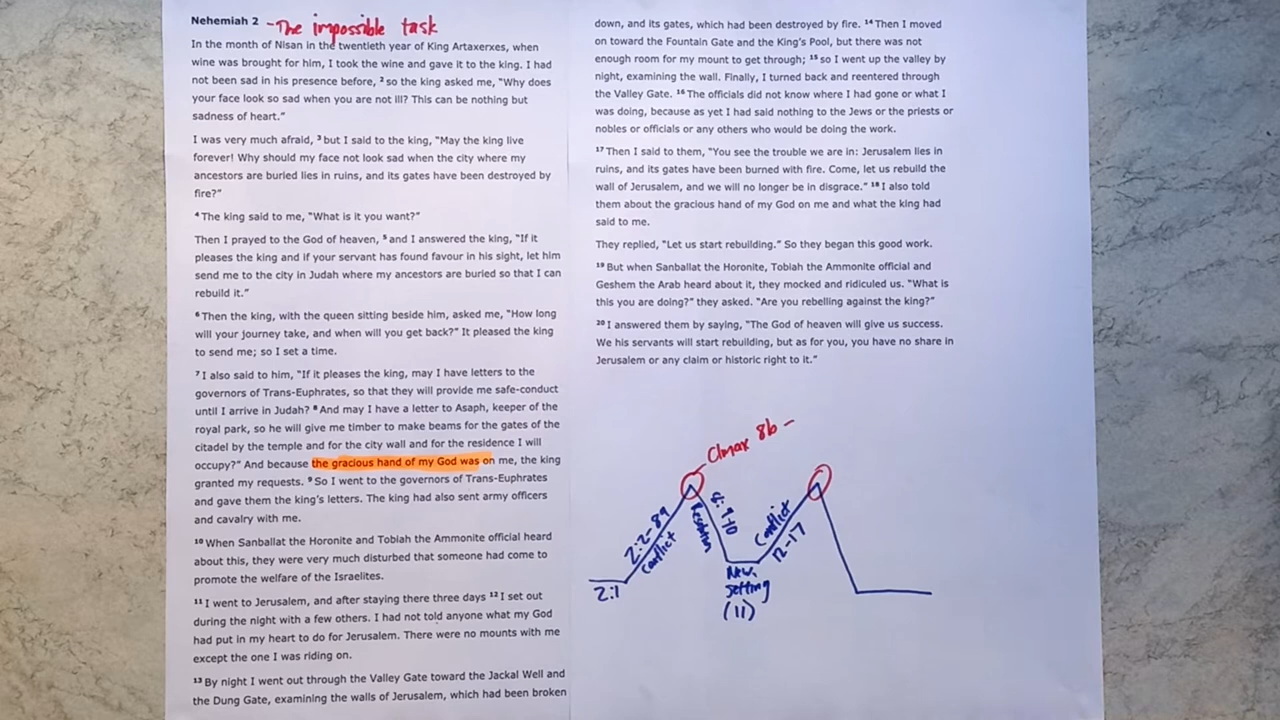 Nehemiah 2 - The impossible task
In the month of Nisan in the twentieth year of King Artaxerxes, when
wine was brought for him, I took the wine and gave it to the king. I had
not been sad in his presence before, ² so the king asked me, “Why does
your face look so sad when you are not ill? This can be nothing but
sadness of heart.”
I was very much afraid, ³ but I said to the king, “May the king live
forever! Why should my face not look sad when the city where my
ancestors are buried lies in ruins, and its gates have been destroyed by
fire?”
⁴ The king said to me, “What is it you want?”
Then I prayed to the God of heaven, ⁵ and I answered the king, “If it
pleases the king and if your servant has found favour in his sight, let him
send me to the city in Judah where my ancestors are buried so that I can
rebuild it.”
⁶ Then the king, with the queen sitting beside him, asked me, “How long
will your journey take, and when will you get back?” It pleased the king
to send me; so I set a time.
⁷ I also said to him, “If it pleases the king, may I have letters to the
governors of Trans-Euphrates, so that they will provide me safe-conduct
until I arrive in Judah? ⁸ And may I have a letter to Asaph, keeper of the
royal park, so he will give me timber to make beams for the gates of the
citadel by the temple and for the city wall and for the residence I will
occupy?” And because the gracious hand of my God was on me, the king
granted my requests. ⁹ So I went to the governors of Trans-Euphrates
and gave them the king’s letters. The king had also sent army officers
and cavalry with me.
¹⁰ When Sanballat the Horonite and Tobiah the Ammonite official heard
about this, they were very much disturbed that someone had come to
promote the welfare of the Israelites.
¹¹ I went to Jerusalem, and after staying there three days ¹² I set out
during the night with a few others. I had not told anyone what my God
had put in my heart to do for Jerusalem. There were no mounts with me
except the one I was riding on.
¹³ By night I went out through the Valley Gate toward the Jackal Well and
the Dung Gate, examining the walls of Jerusalem, which had been broken
down, and its gates, which had been destroyed by fire. ¹⁴ Then I moved
on toward the Fountain Gate and the King’s Pool, but there was not
enough room for my mount to get through; ¹⁵ so I went up the valley by
night, examining the wall. Finally, I turned back and reentered through
the Valley Gate. ¹⁶ The officials did not know where I had gone or what I
was doing, because as yet I had said nothing to the Jews or the priests or
nobles or officials or any others who would be doing the work.
¹⁷ Then I said to them, “You see the trouble we are in: Jerusalem lies in
ruins, and its gates have been burned with fire. Come, let us rebuild the
wall of Jerusalem, and we will no longer be in disgrace.” ¹⁸ I also told
them about the gracious hand of my God on me and what the king had
said to me.
They replied, “Let us start rebuilding.” So they began this good work.
¹⁹ But when Sanballat the Horonite, Tobiah the Ammonite official and
Geshem the Arab heard about it, they mocked and ridiculed us. “What is
this you are doing?” they asked. “Are you rebelling against the king?”
²⁰ I answered them by saying, “The God of heaven will give us success.
We his servants will start rebuilding, but as for you, you have no share in
Jerusalem or any claim or historic right to it.”
Climax 8b -
2:1
2:2-8a
Conflict
9-10
New
Setting
(11)
Conflict
12-17